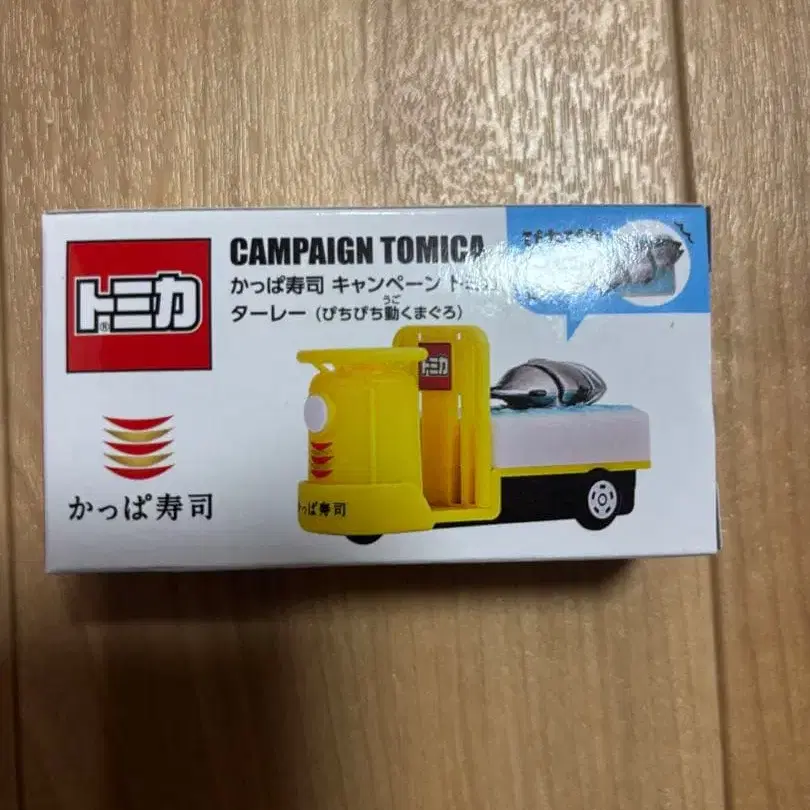 CAMPAIGN TOMICA
かっぱ寿司 キャンペーン
うご
ターレー（ぴちぴち動くまぐろ）
トミカ
®
トミカ
かっぱ寿司
かっぱ寿司